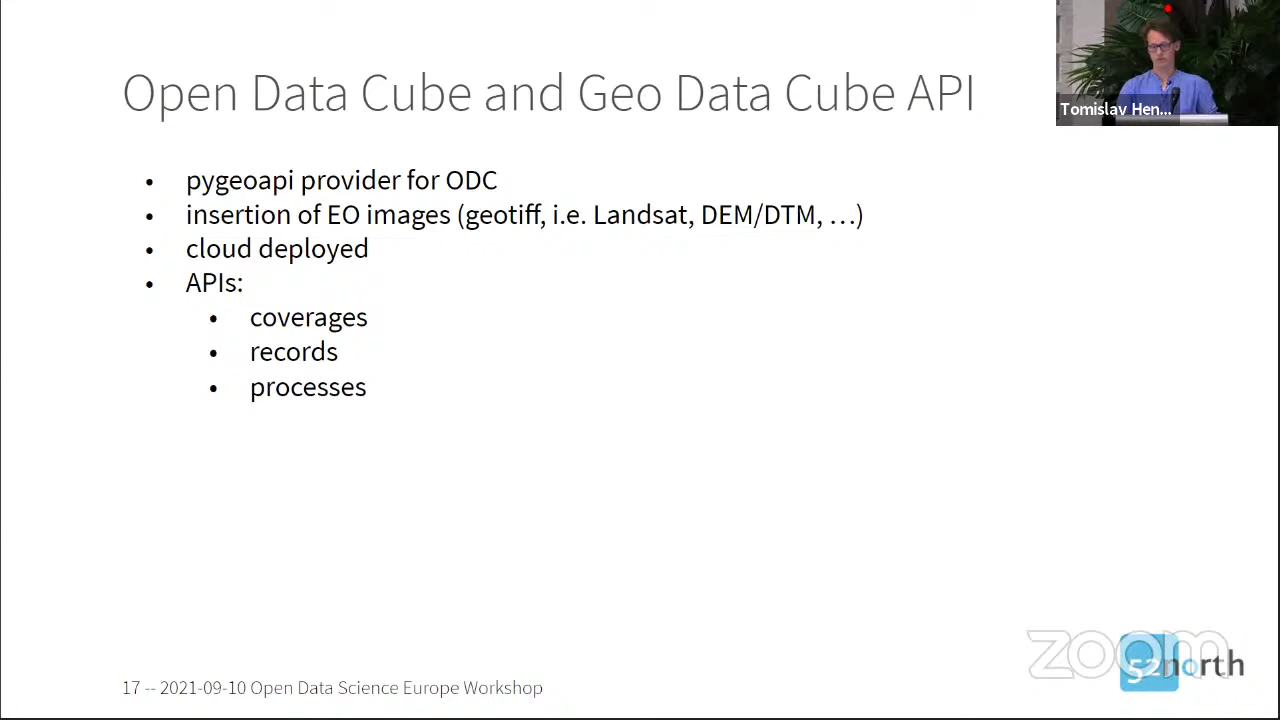 Open Data Cube and Geo Data Cube API
Tomislav Hen...
• pygeoapi provider for ODC
• insertion of EO images (geotiff, i.e. Landsat, DEM/DTM, …)
• cloud deployed
• APIs:
• coverages
• records
• processes
zoom
52north
17 -- 2021-09-10 Open Data Science Europe Workshop